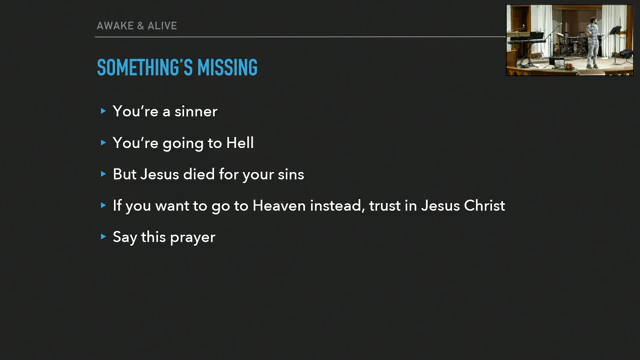 AWAKE & ALIVE
SOMETHING'S MISSING
You're a sinner
You're going to Hell
But Jesus died for your sins
If you want to go to Heaven instead, trust in Jesus Christ
Say this prayer